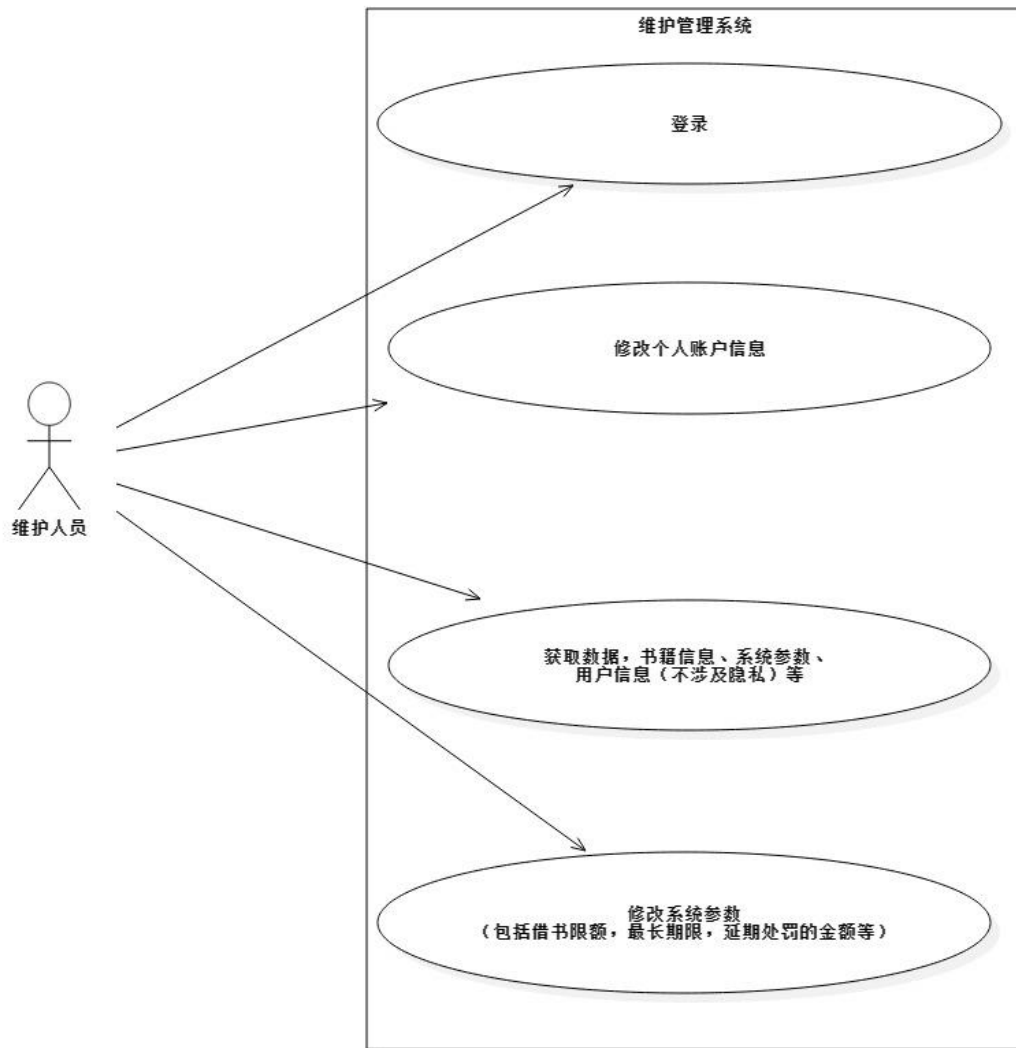 维护管理系统
登录
修改个人账户信息
维护人员
获取数据，书籍信息、系统参数、
用户信息（不涉及隐私）等
修改系统参数
（包括借书限额，最长期限，延期处罚的金额等）